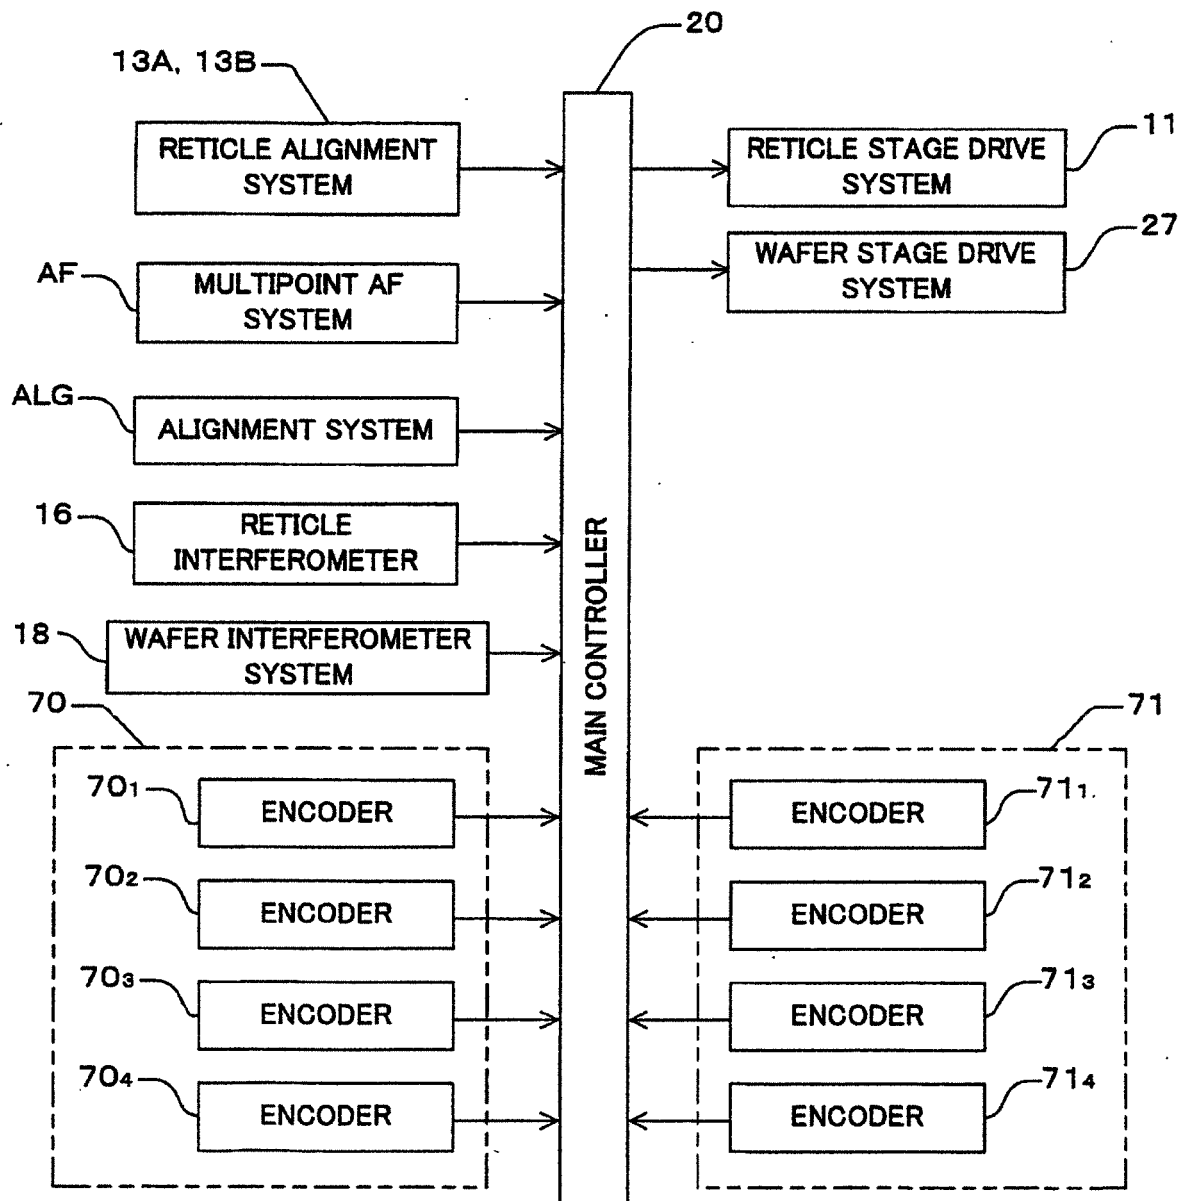 20
13A, 13B
RETICLE ALIGNMENT
SYSTEM
RETICLE STAGE DRIVE
SYSTEM
11
AF
MULTIPOINT AF
SYSTEM
WAFER STAGE DRIVE
SYSTEM
27
ALG
ALIGNMENT SYSTEM
16
RETICLE
INTERFEROMETER
18
WAFER INTERFEROMETER
SYSTEM
MAIN CONTROLLER
70
71
70₁
ENCODER
ENCODER
71₁
70₂
ENCODER
ENCODER
71₂
70₃
ENCODER
ENCODER
71₃
70₄
ENCODER
ENCODER
71₄